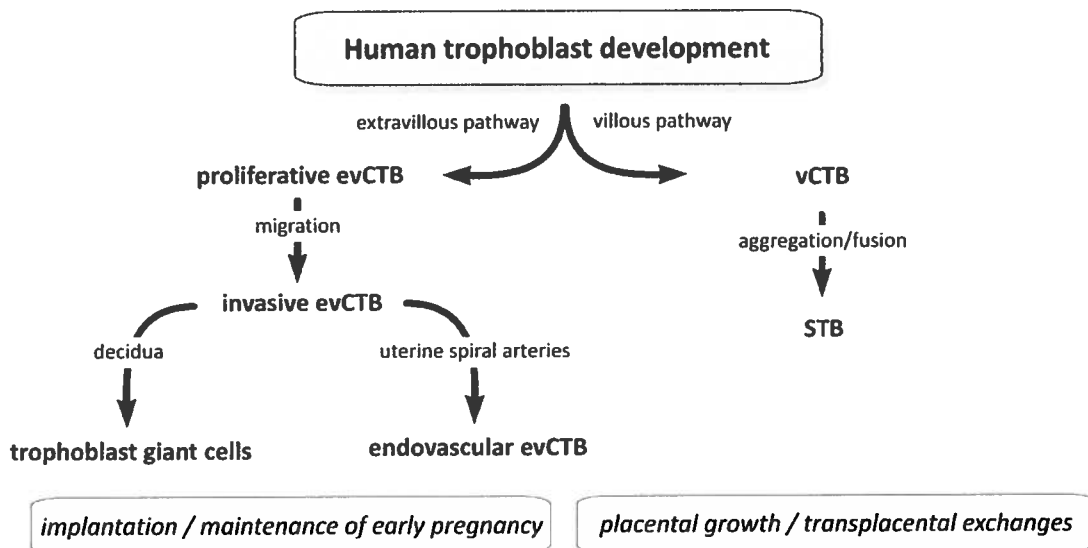 Human trophoblast development
extravillous pathway
villous pathway
proliferative evCTB
vCTB
migration
aggregation/fusion
invasive evCTB
STB
decidua
uterine spiral arteries
trophoblast giant cells
endovascular evCTB
implantation / maintenance of early pregnancy
placental growth / transplacental exchanges